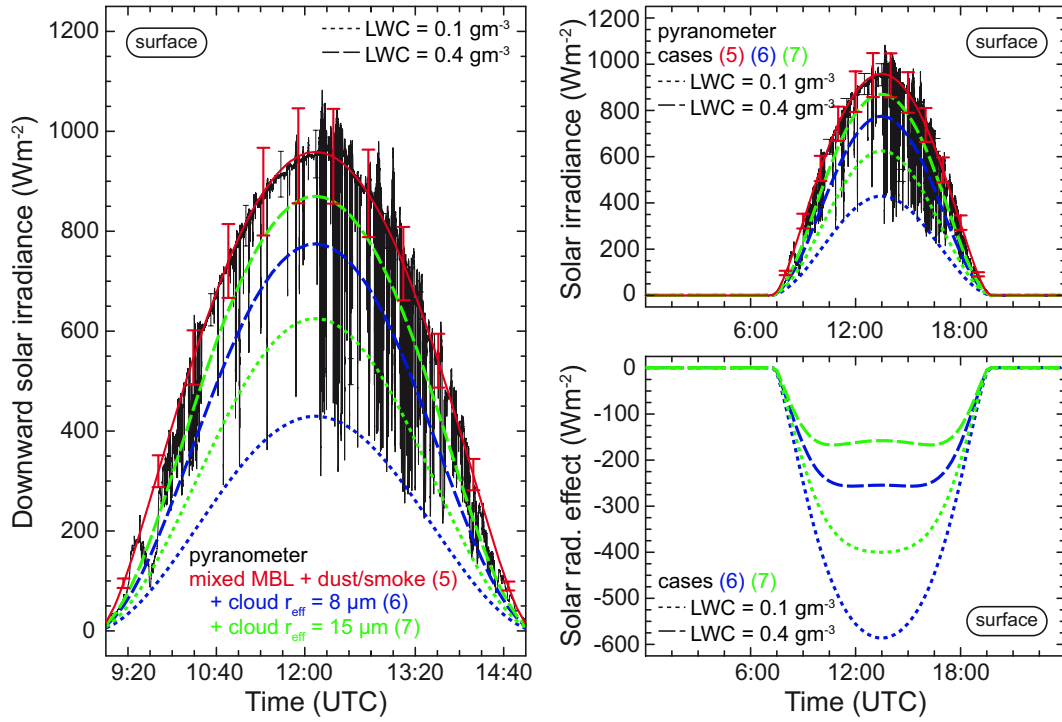 1200
1000
800
600
400
200
0
Downward solar irradiance (Wm-2)
surface
LWC = 0.1 gm-3
LWC = 0.4 gm-3
pyranometer
mixed MBL + dust/smoke (5)
+ cloud reff = 8 µm (6)
+ cloud reff = 15 µm (7)
9:20 10:40 12:00 13:20 14:40
Time (UTC)
1200
1000
800
600
400
200
0
Solar irradiance (Wm-2)
pyranometer
surface
cases (5) (6) (7)
LWC = 0.1 gm-3
LWC = 0.4 gm-3
6:00 12:00 18:00
0
-100
-200
-300
-400
-500
-600
Solar rad. effect (Wm-2)
cases (6) (7)
LWC = 0.1 gm-3
LWC = 0.4 gm-3
surface
6:00 12:00 18:00
Time (UTC)